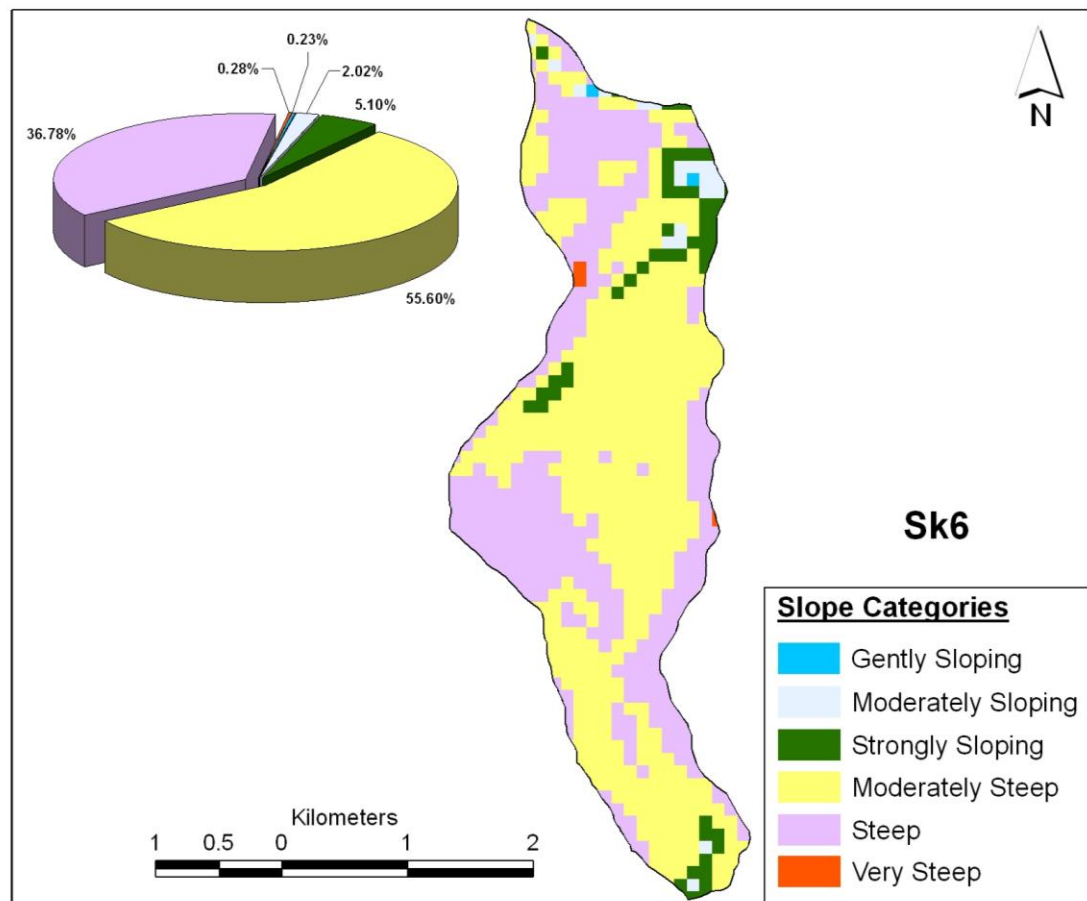 0.23%
0.28%
2.02%
5.10%
36.78%
55.60%
N
Sk6
Slope Categories
Gently Sloping
Moderately Sloping
Strongly Sloping
Moderately Steep
Steep
Very Steep
Kilometers
1 0.5 0 1 2